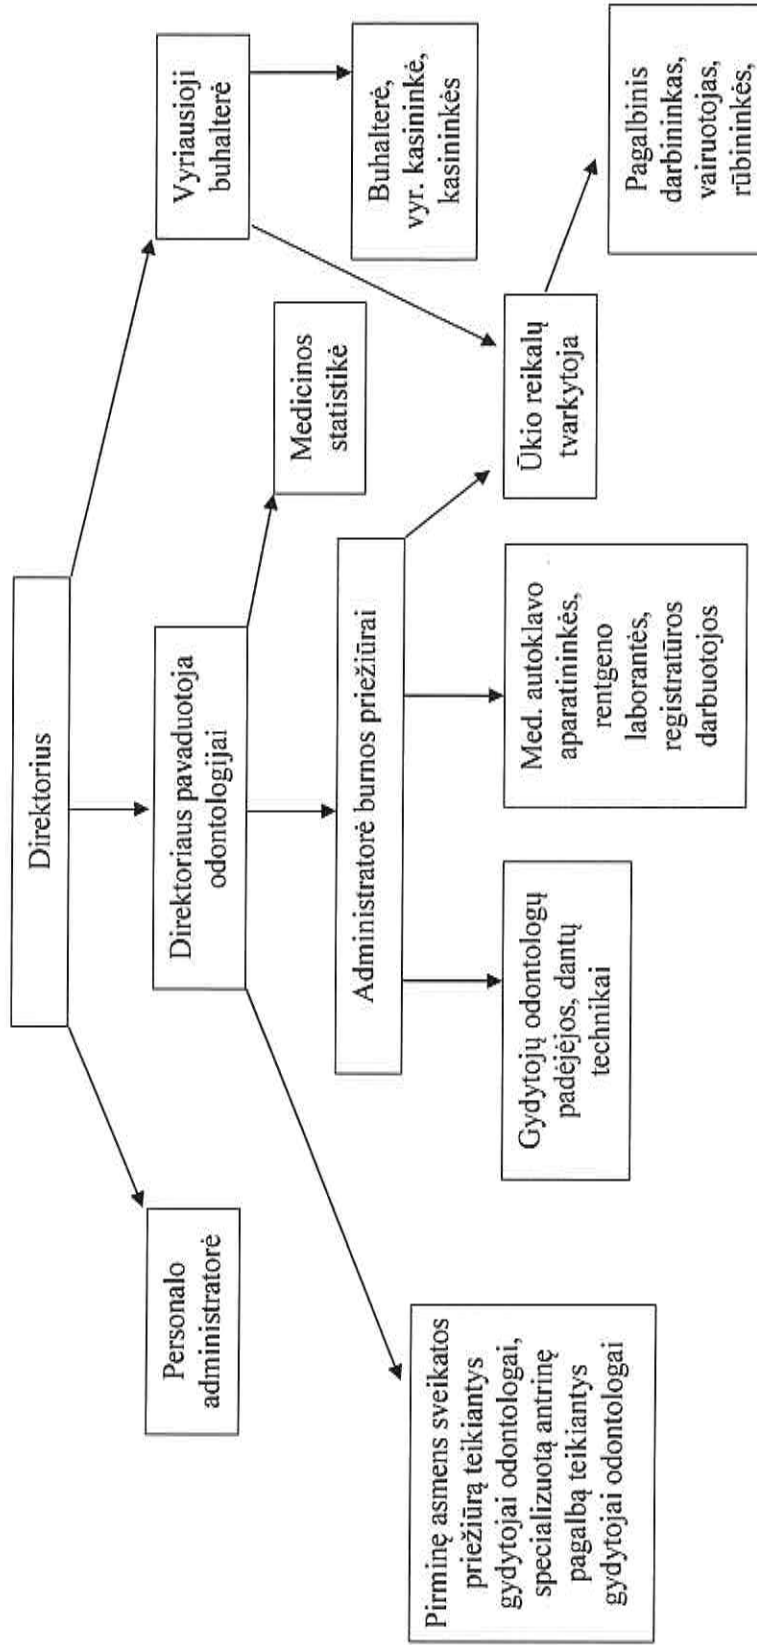 Direktorius
Personalo
administratorė
Direktoriaus pavaduotoja
odontologijai
Vyriausioji
buhalterė
Medicinos
statistikė
Buhalterė,
vyr. kasininkė,
kasininkės
Administratorė burnos priežiūrai
Pirminę asmens sveikatos
priežiūrą teikiantys
gydytojai odontologai,
specializuotą antrinę
pagalbą teikiantys
gydytojai odontologai
Gydytojų odontologų
padėjėjos, dantų
technikai
Med. autoklavo
aparatininkės,
rentgeno
laborantės,
registratūros
darbuotojos
Ūkio reikalų
tvarkytoja
Pagalbinis
darbininkas,
vairuotojas,
rūbininkės,